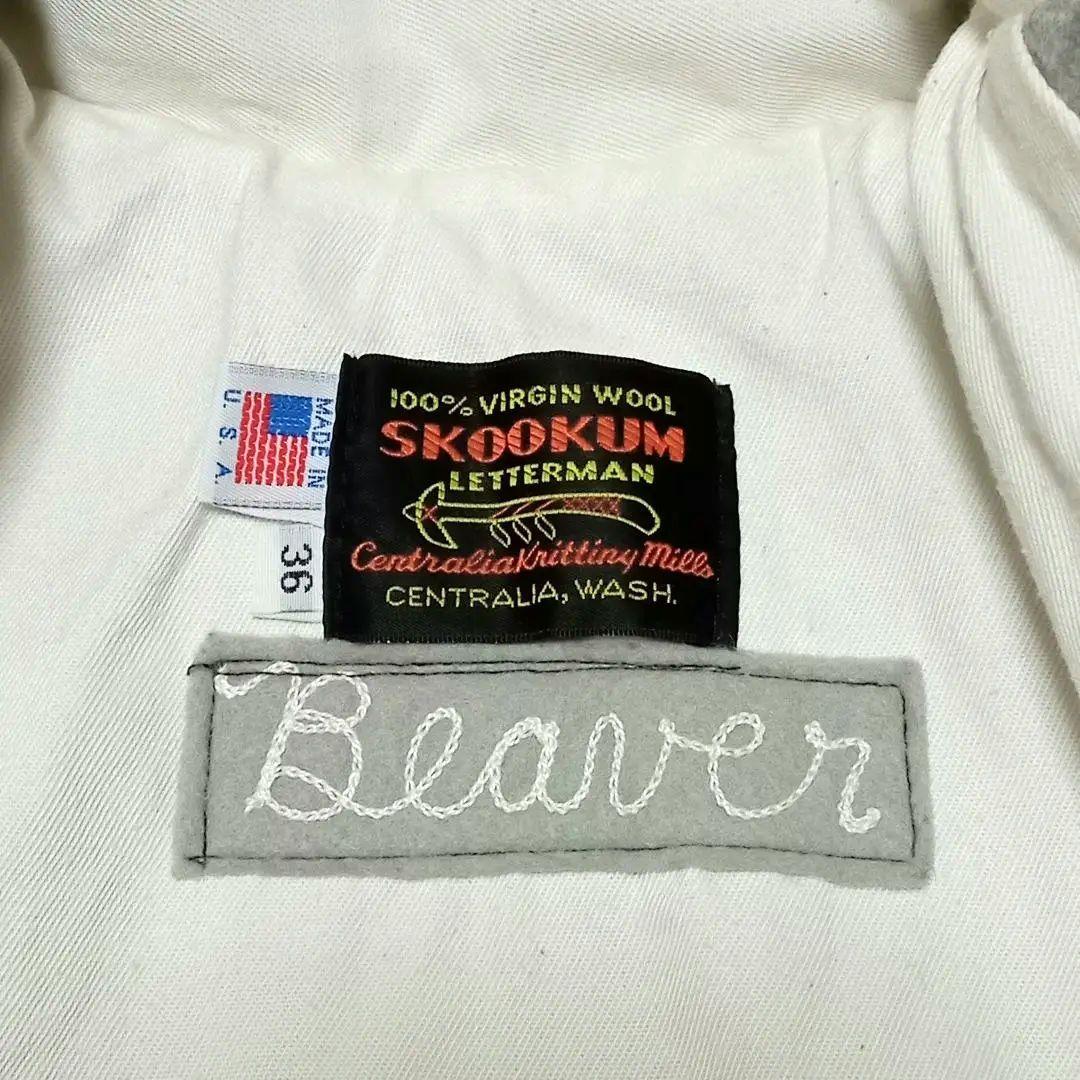 100% VIRGIN WOOL
SKOOKUM
LETTERMAN
Centralia Knitting Mills
CENTRALIA, WASH.
MADE IN
U. S. A.
36
Beaver